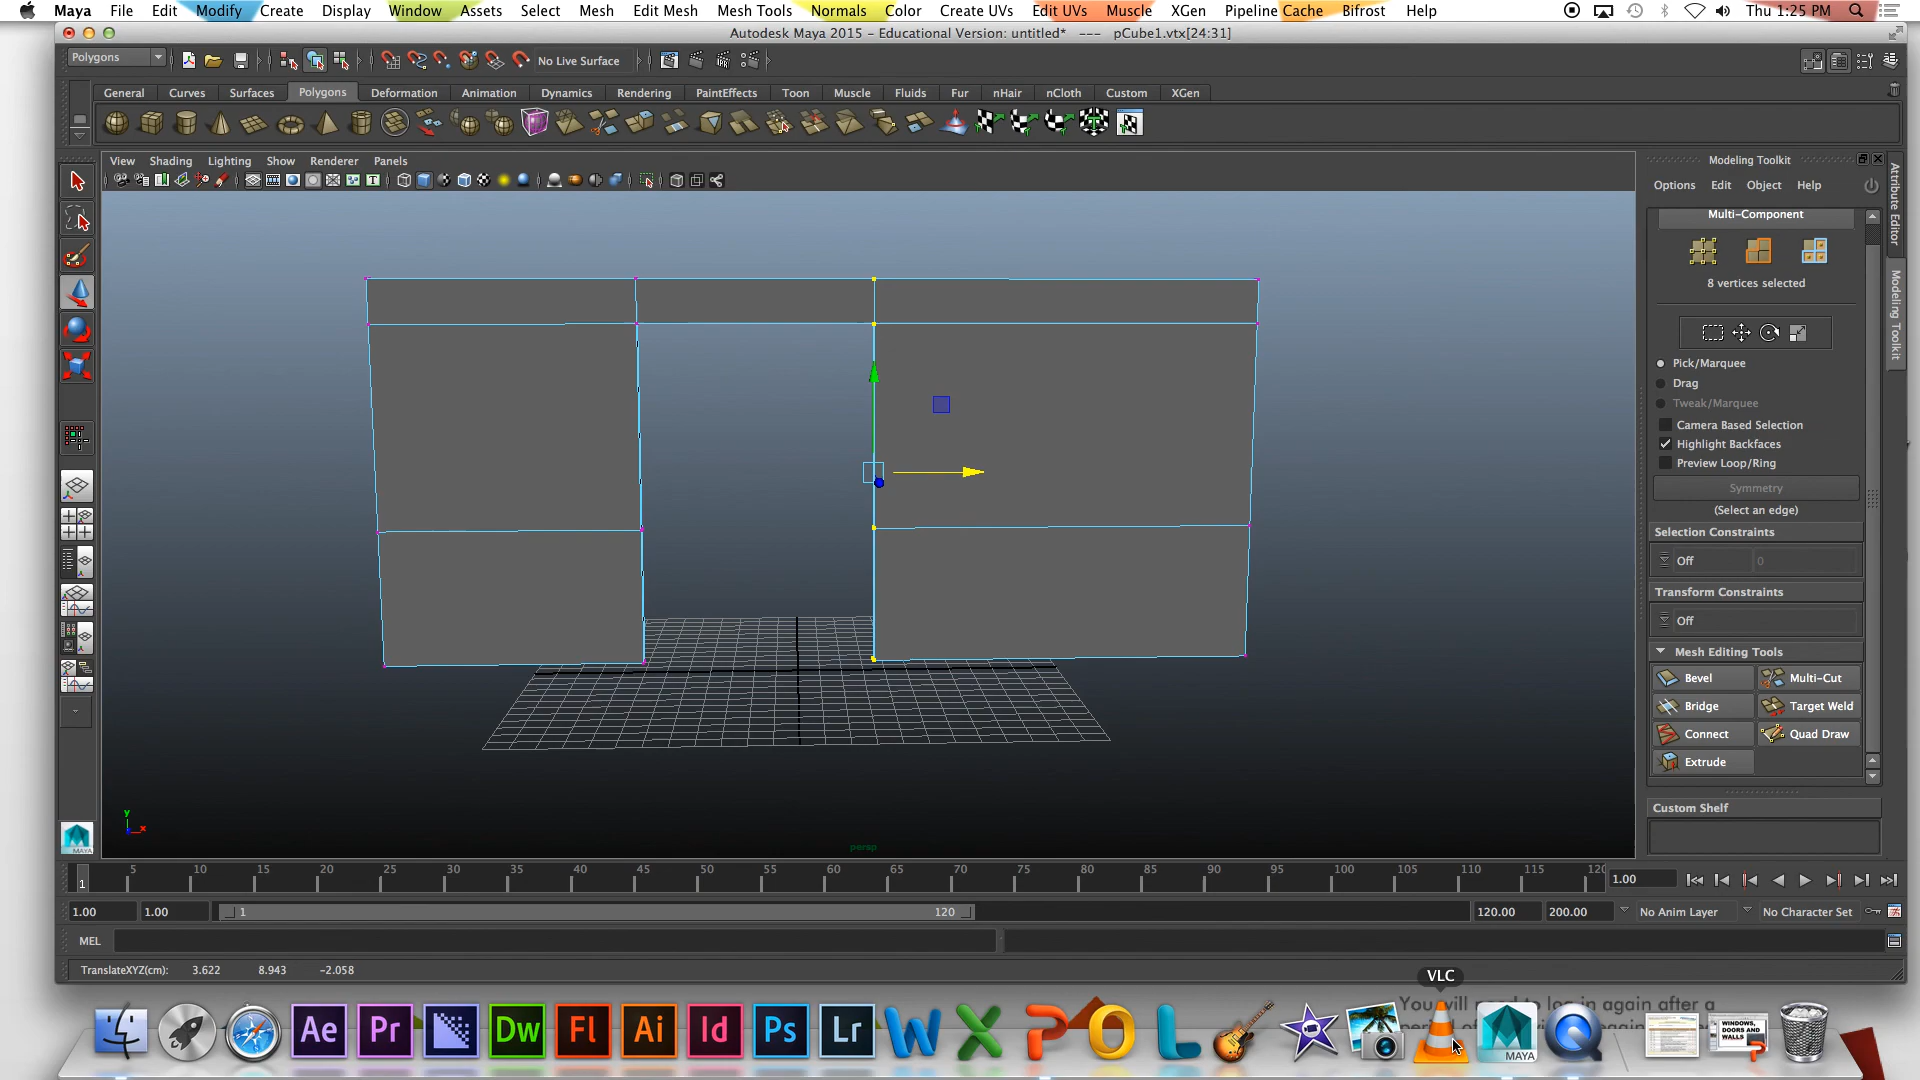 Maya File Edit Modify Create Display Window Assets Select Mesh Edit Mesh Mesh Tools Normals Color Create UVs Edit UVs Muscle XGen Pipeline Cache Bifrost Help Thu 1:25 PM
Autodesk Maya 2015 - Educational Version: untitled* --- pCube1.vtx[24:31]
Polygons No Live Surface
General Curves Surfaces Polygons Deformation Animation Dynamics Rendering PaintEffects Toon Muscle Fluids Fur nHair nCloth Custom XGen
View Shading Lighting Show Renderer Panels
Modeling Toolkit
Options Edit Object Help
Multi-Component
8 vertices selected
Pick/Marquee
Drag
Tweak/Marquee
Camera Based Selection
Highlight Backfaces
Preview Loop/Ring
Symmetry
(Select an edge)
Selection Constraints
Off 0
Transform Constraints
Off
Mesh Editing Tools
Bevel Multi-Cut
Bridge Target Weld
Connect Quad Draw
Extrude
Custom Shelf
Attribute Editor
Modeling Toolkit
y
x
MAYA
persp
1 5 10 15 20 25 30 35 40 45 50 55 60 65 70 75 80 85 90 95 100 105 110 115 120 1.00
1.00 1.00 1 120 120.00 200.00 No Anim Layer No Character Set
MEL
TranslateXYZ(cm): 3.622 8.943 -2.058
VLC
You will need to log in again after a
Ae Pr Dw Fl Ai Id Ps Lr W X P O L MAYA
WINDOWS, DOORS AND WALLS